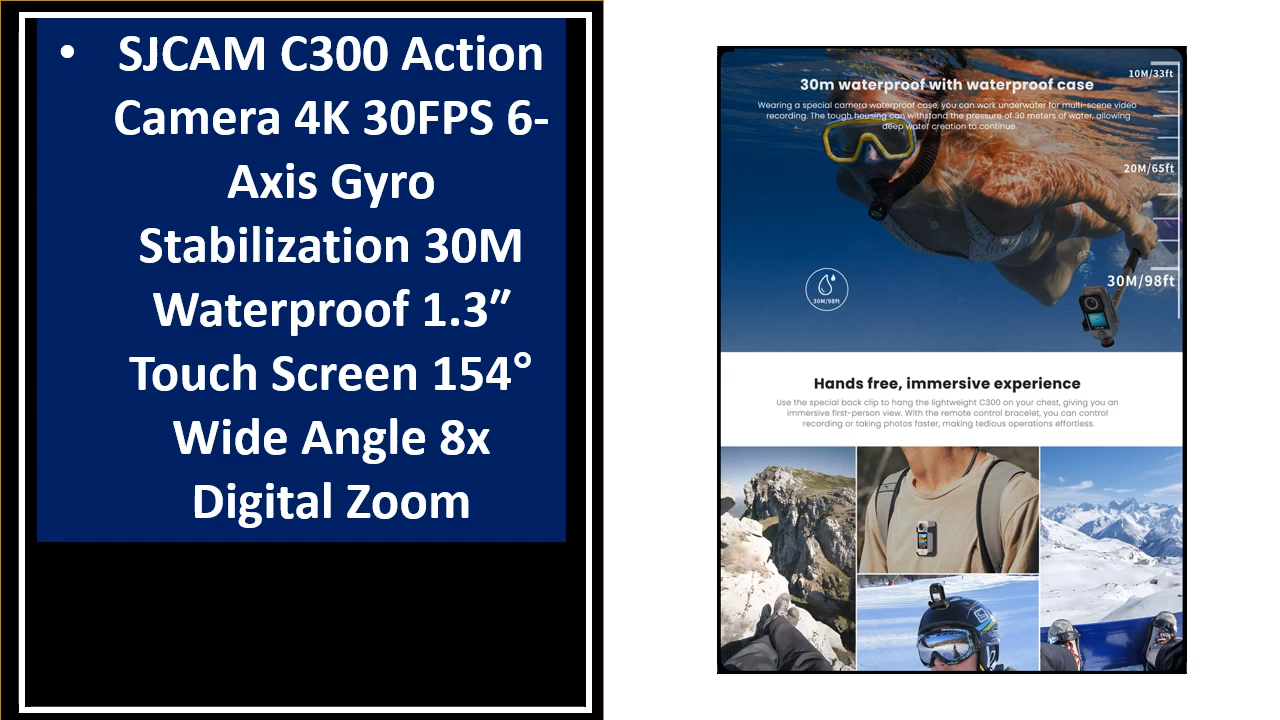 • SJCAM C300 Action
Camera 4K 30FPS 6-
Axis Gyro
Stabilization 30M
Waterproof 1.3″
Touch Screen 154°
Wide Angle 8x
Digital Zoom
30m waterproof with waterproof case
Wearing a special camera waterproof case, you can work underwater for multi-scene video
recording. The tough housing can withstand the pressure of 30 meters of water, allowing
deep water creation to continue.
10M/33ft
20M/65ft
30M/98ft
30M/98ft
Hands free, immersive experience
Use the special back clip to hang the lightweight C300 on your chest, giving you an
immersive first-person view. With the remote control bracelet, you can control
recording or taking photos faster, making tedious operations effortless.